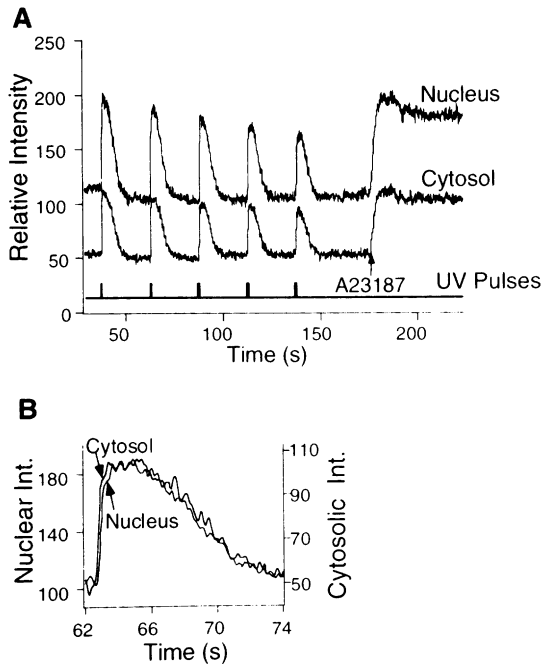 A
250
200
150
100
50
0
Relative Intensity
Nucleus
Cytosol
A23187
UV Pulses
50
100
150
200
Time (s)
B
Cytosol
Nucleus
180
140
100
Nuclear Int.
110
90
70
50
Cytosolic Int.
62
66
70
74
Time (s)